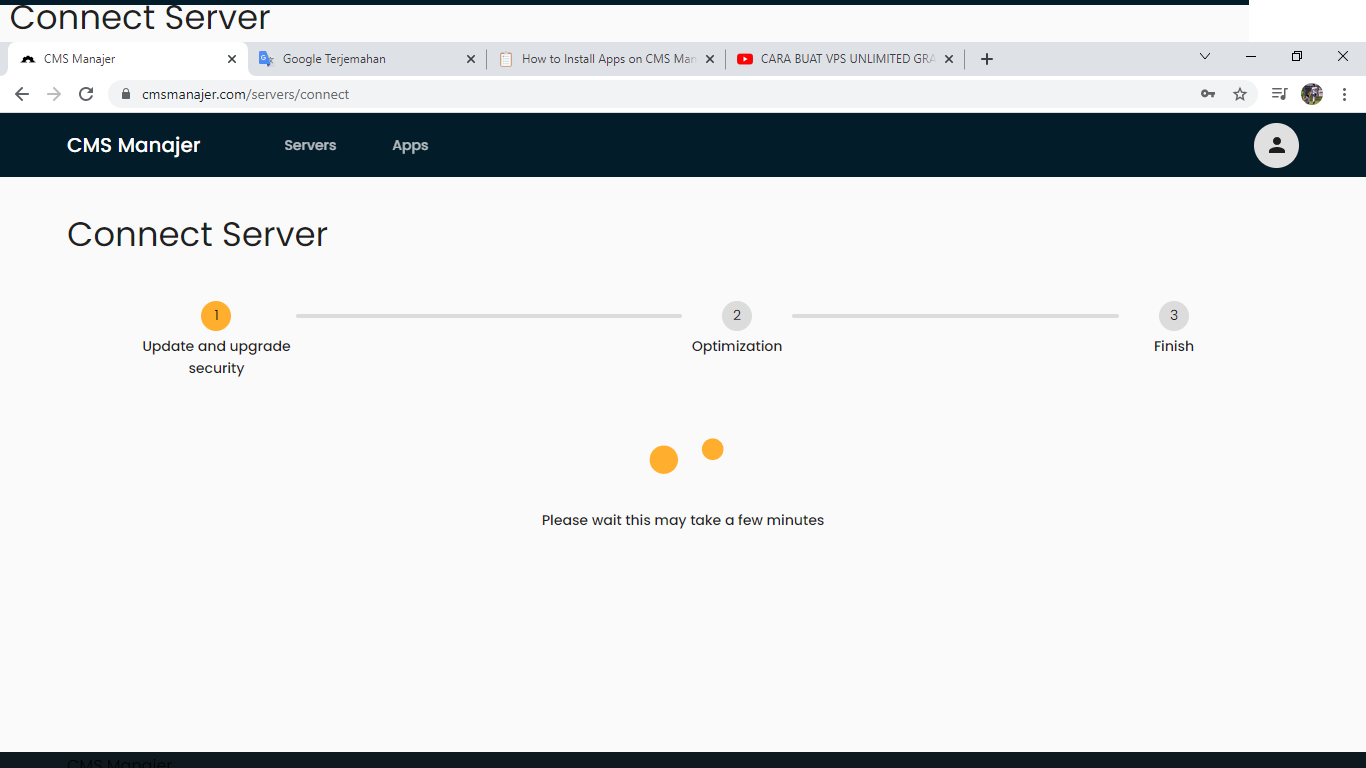 Connect Server
CMS Manajer
Google Terjemahan
How to Install Apps on CMS Man
CARA BUAT VPS UNLIMITED GRA
cmsmanajer.com/servers/connect
CMS Manajer
Servers
Apps
Connect Server
1
2
3
Update and upgrade
security
Optimization
Finish
Please wait this may take a few minutes
CMS Manajer